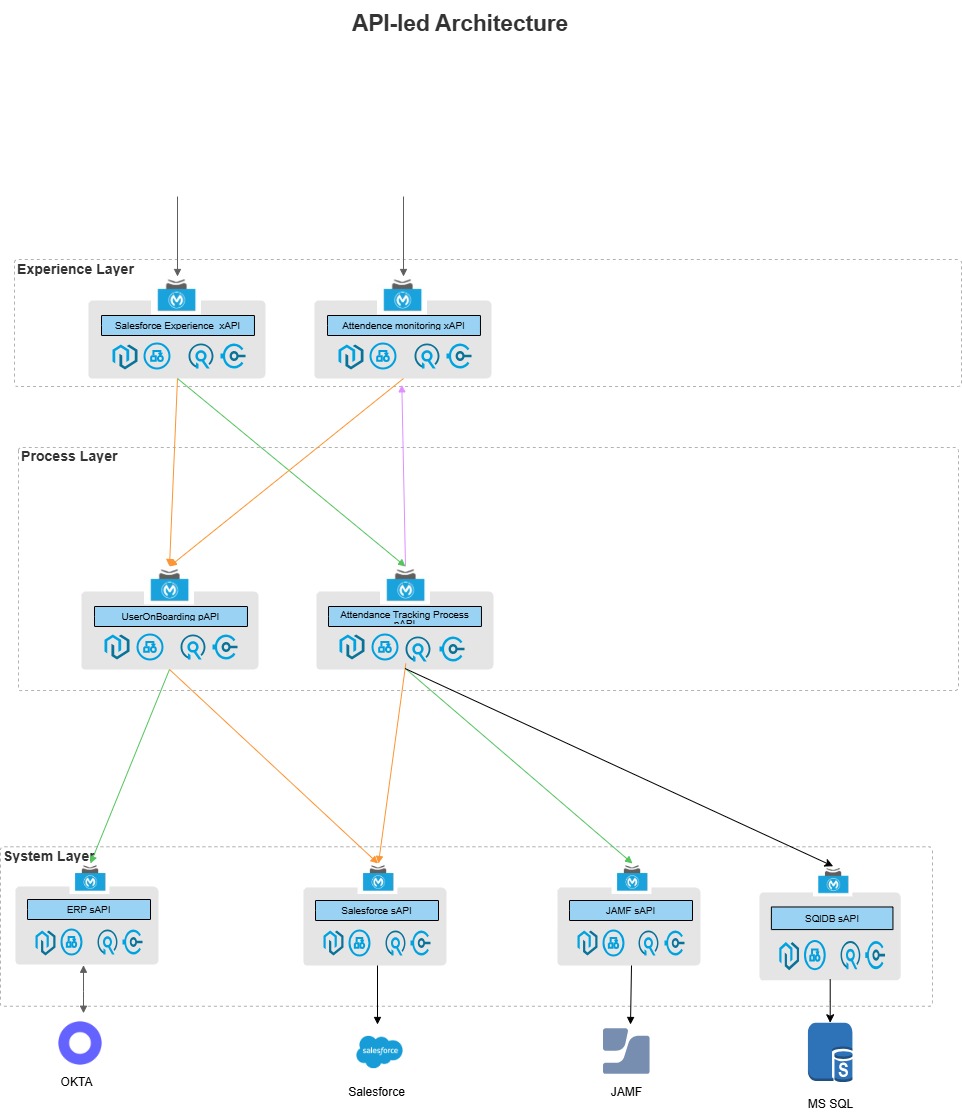 API-led Architecture
Experience Layer
Salesforce Experience xAPI
Attendence monitoring xAPI
Process Layer
UserOnBoarding pAPI
Attendance Tracking Process
pAPI
System Layer
ERP sAPI
Salesforce sAPI
JAMF sAPI
SQlDB sAPI
OKTA
salesforce
Salesforce
JAMF
S
MS SQL